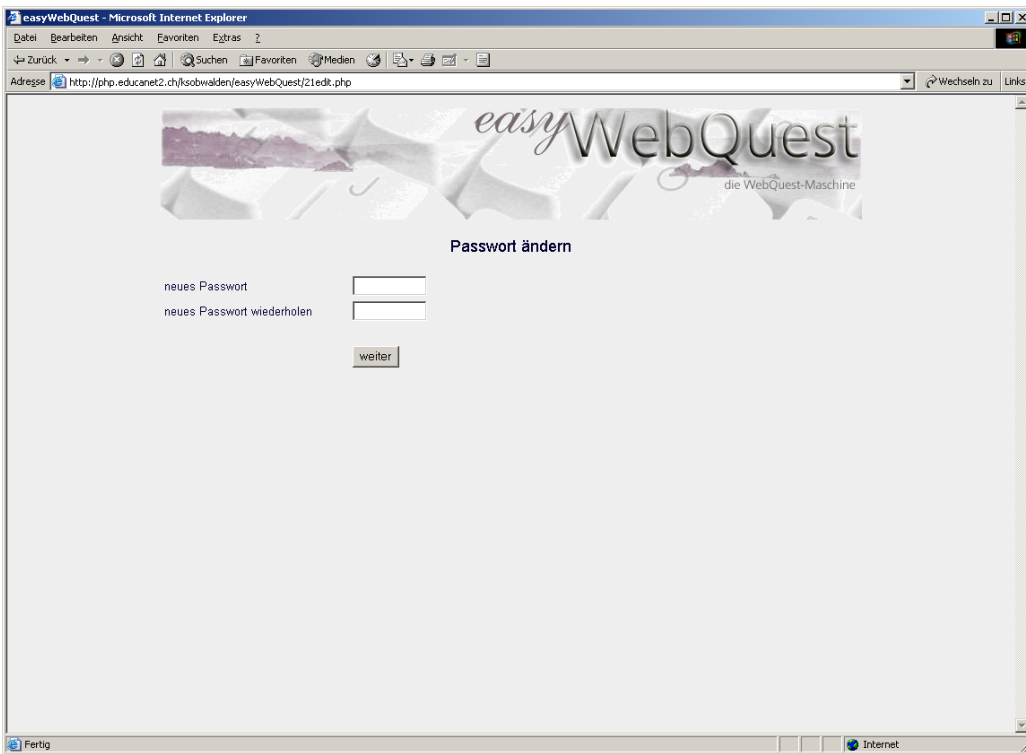 easyWebQuest - Microsoft Internet Explorer
Datei Bearbeiten Ansicht Favoriten Extras ?
Zurück Suchen Favoriten Medien
Adresse http://php.educanet2.ch/ksobwalden/easyWebQuest/21edit.php Wechseln zu Links
easyWebQuest
die WebQuest-Maschine
Passwort ändern
neues Passwort
neues Passwort wiederholen
weiter
Fertig Internet